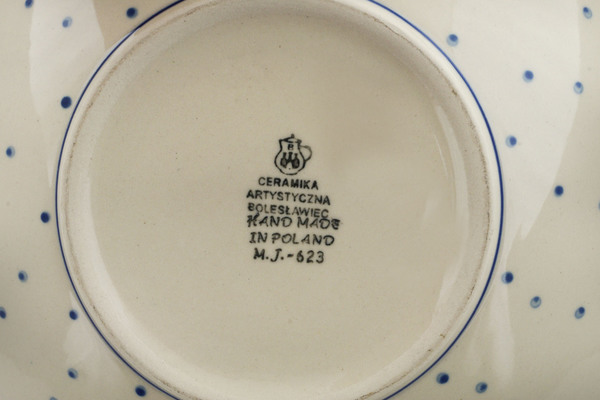 CERAMIKA
ARTYSTYCZNA
BOLESŁAWIEC
HAND MADE
IN POLAND
M.J.-623